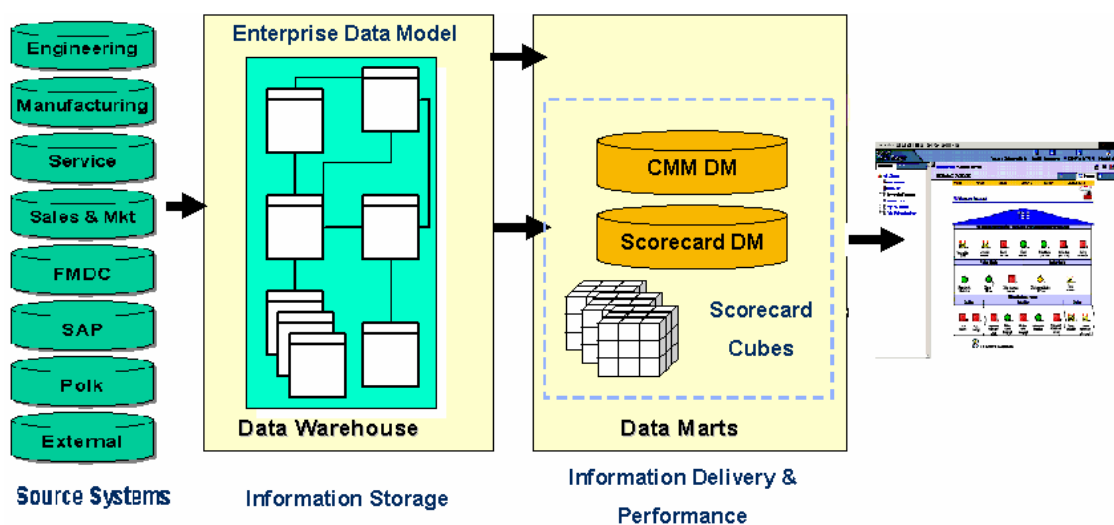 Engineering
Manufacturing
Service
Sales & Mkt
FMDC
SAP
Polk
External
Source Systems
Enterprise Data Model
Data Warehouse
Information Storage
CMM DM
Scorecard DM
Scorecard
Cubes
Data Marts
Information Delivery &
Performance